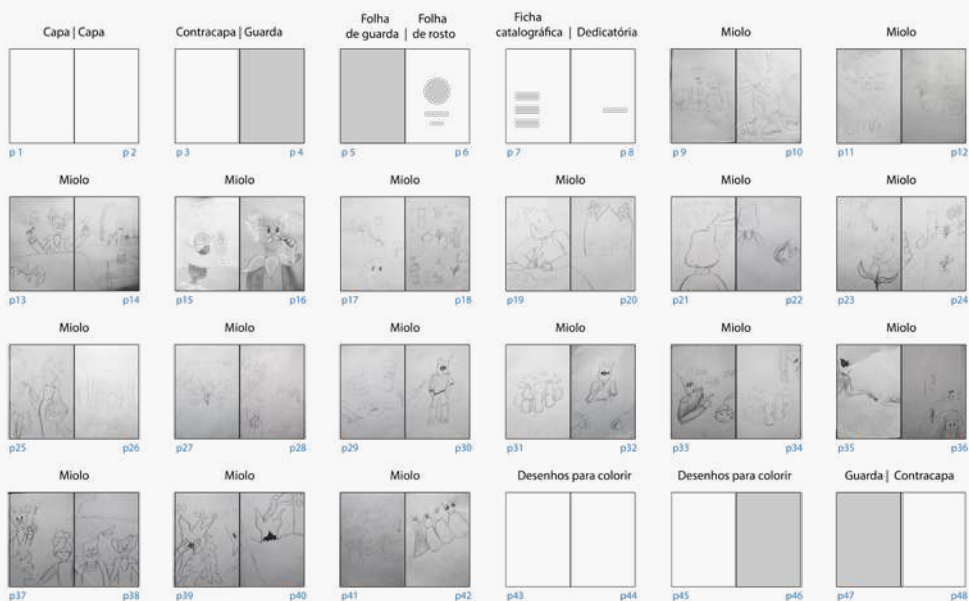 Capa | Capa
Contracapa | Guarda
Folha de guarda | Folha de rosto
Ficha catalográfica | Dedicatória
Miolo
Miolo
p 1
p 2
p 3
p 4
p 5
p 6
p 7
p 8
p 9
p10
p11
p12
Miolo
Miolo
Miolo
Miolo
Miolo
Miolo
p13
p14
p15
p16
p17
p18
p19
p20
p21
p22
p23
p24
Miolo
Miolo
Miolo
Miolo
Miolo
Miolo
p25
p26
p27
p28
p29
p30
p31
p32
p33
p34
p35
p36
Miolo
Miolo
Miolo
Desenhos para colorir
Desenhos para colorir
Guarda | Contracapa
p37
p38
p39
p40
p41
p42
p43
p44
p45
p46
p47
p48